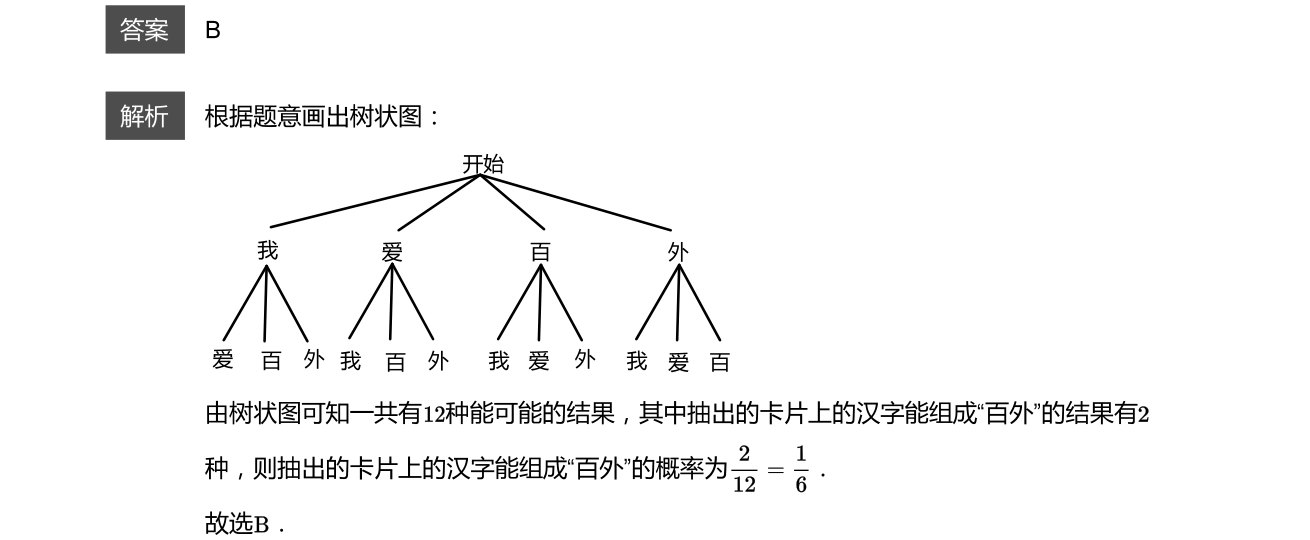 答案 B
解析 根据题意画出树状图：
开始
我 爱 百 外
爱 百 外 我 百 外 我 爱 外 我 爱 百
由树状图可知一共有12种能可能的结果，其中抽出的卡片上的汉字能组成“百外”的结果有2
种，则抽出的卡片上的汉字能组成“百外”的概率为2/12 = 1/6．
故选B．